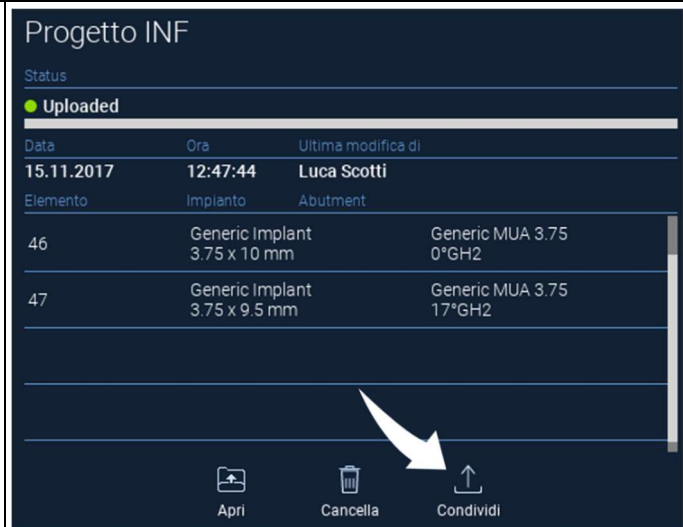 Progetto INF
Status
Uploaded
Data Ora Ultima modifica di
15.11.2017 12:47:44 Luca Scotti
Elemento Impianto Abutment
46 Generic Implant Generic MUA 3.75
3.75 x 10 mm 0°GH2
47 Generic Implant Generic MUA 3.75
3.75 x 9.5 mm 17°GH2
Apri Cancella Condividi